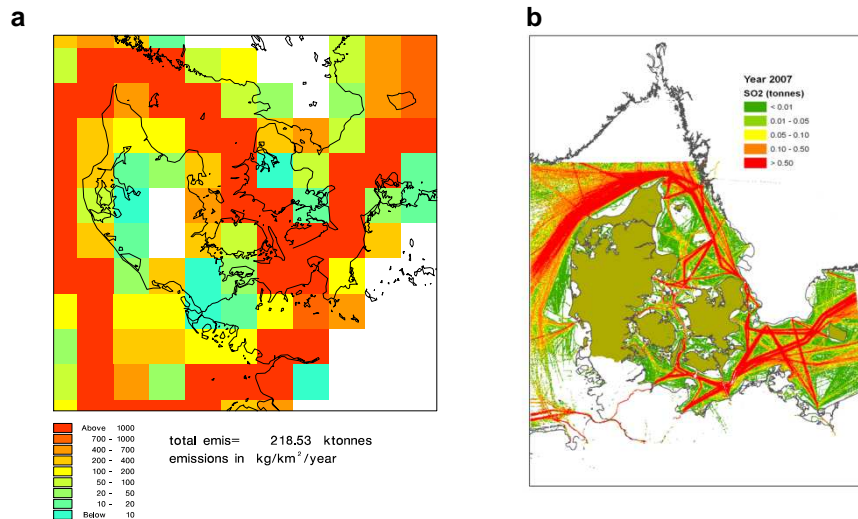 a
Above 1000
700 - 1000
400 - 700
200 - 400
100 - 200
50 - 100
20 - 50
10 - 20
Below 10
total emis= 218.53 ktonnes
emissions in kg/km²/year
b
Year 2007
SO2 (tonnes)
< 0.01
0.01 - 0.05
0.05 - 0.10
0.10 - 0.50
> 0.50